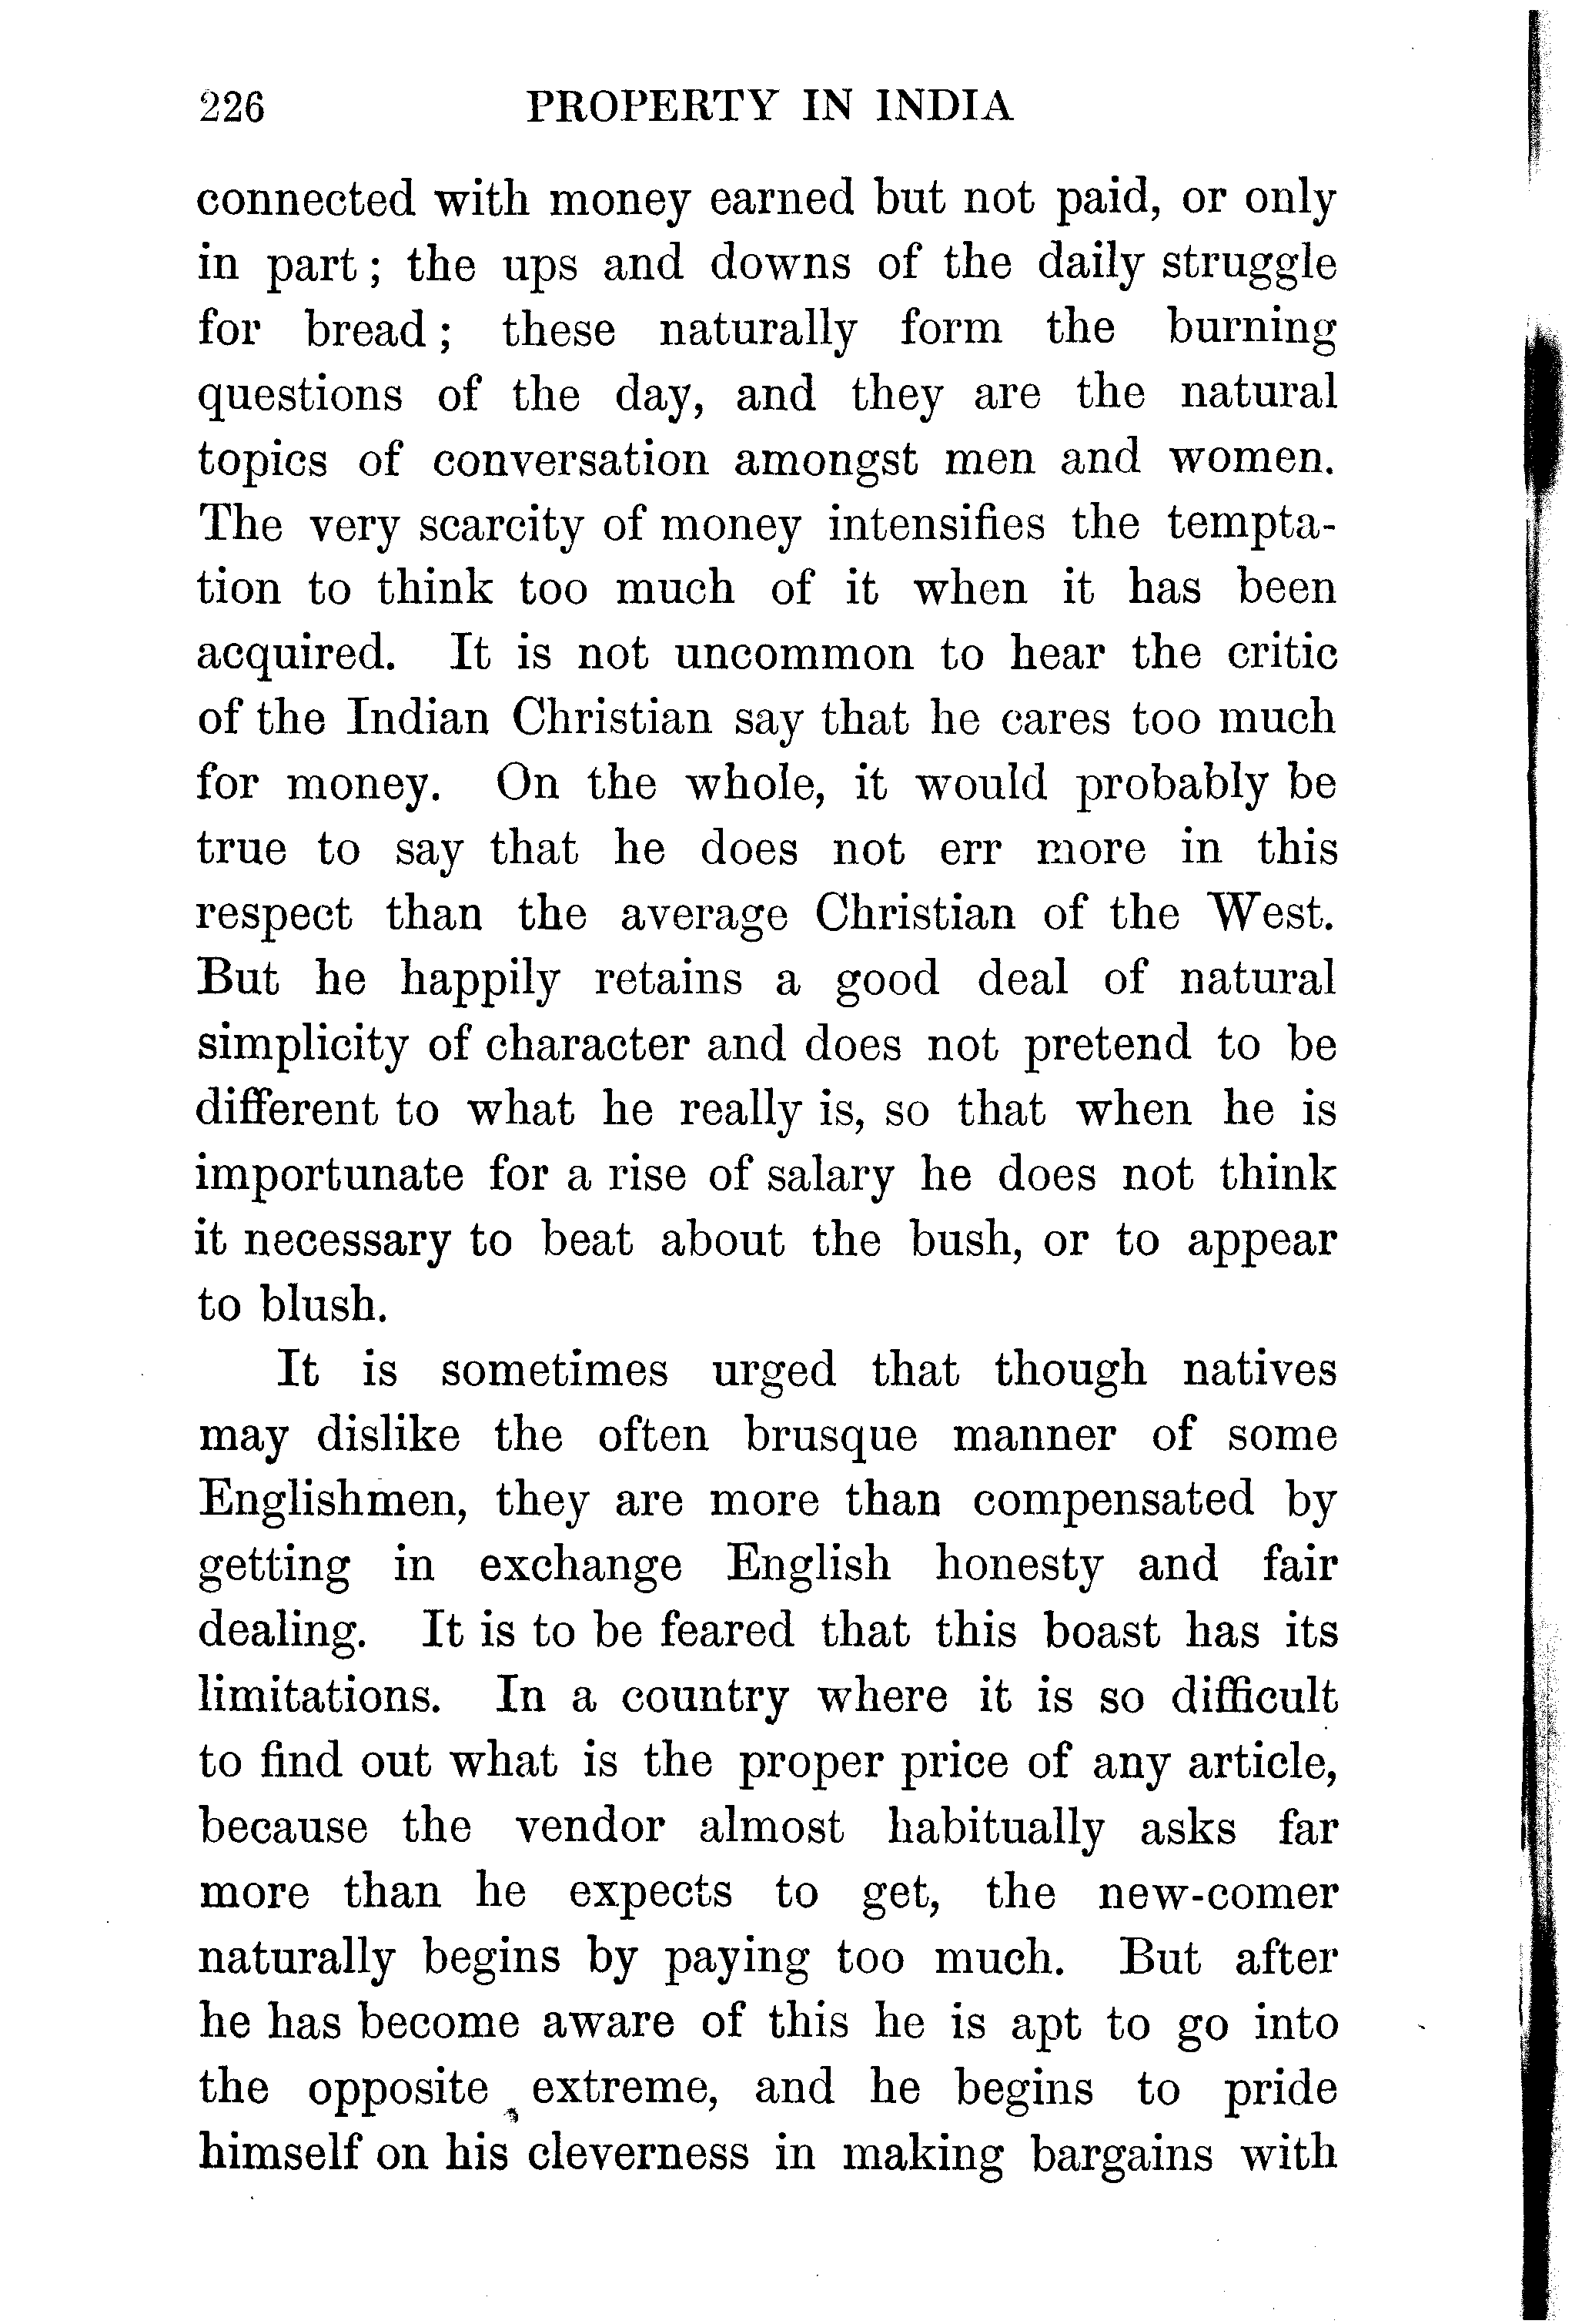 226 PROPERTY IN INDIA
connected with money earned but not paid, or only
in part ; the ups and downs of the daily struggle
for bread ; these naturally form the burning
questions of the day, and they are the natural
topics of conversation amongst men and women.
The very scarcity of money intensifies the tempta-
tion to think too much of it when it has been
acquired. It is not uncommon to hear the critic
of the Indian Christian say that he cares too much
for money. On the whole, it would probably be
true to say that he does not err more in this
respect than the average Christian of the West.
But he happily retains a good deal of natural
simplicity of character and does not pretend to be
different to what he really is, so that when he is
importunate for a rise of salary he does not think
it necessary to beat about the bush, or to appear
to blush.
It is sometimes urged that though natives
may dislike the often brusque manner of some
Englishmen, they are more than compensated by
getting in exchange English honesty and fair
dealing. It is to be feared that this boast has its
limitations. In a country where it is so difficult
to find out what is the proper price of any article,
because the vendor almost habitually asks far
more than he expects to get, the new-comer
naturally begins by paying too much. But after
he has become aware of this he is apt to go into
the opposite extreme, and he begins to pride
himself on his cleverness in making bargains with